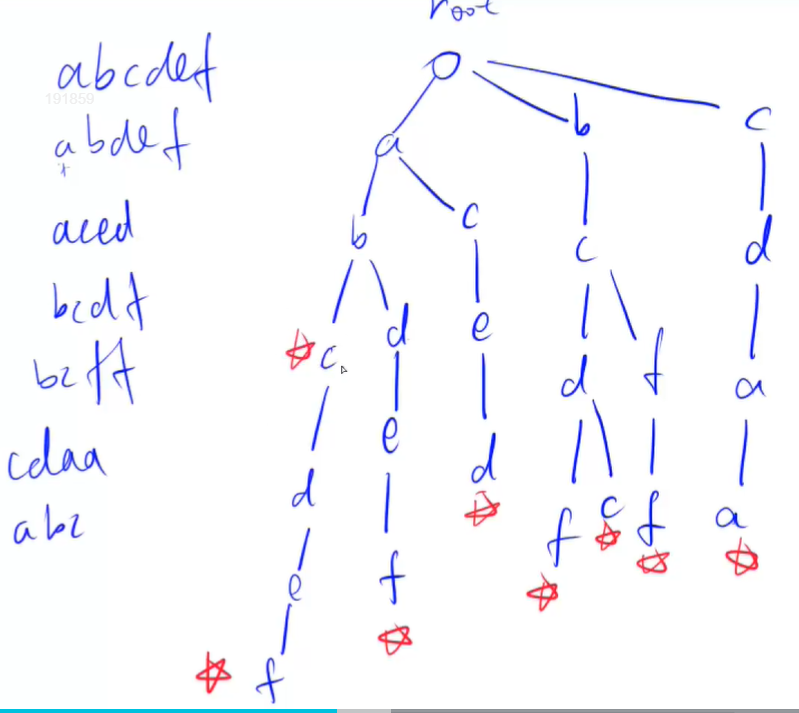 root
abcdef
191859
abdef
aced
bcdf
bcff
cdaa
abc
a b c
b c c d
c d e d f a
d e d f c f a
e f
f